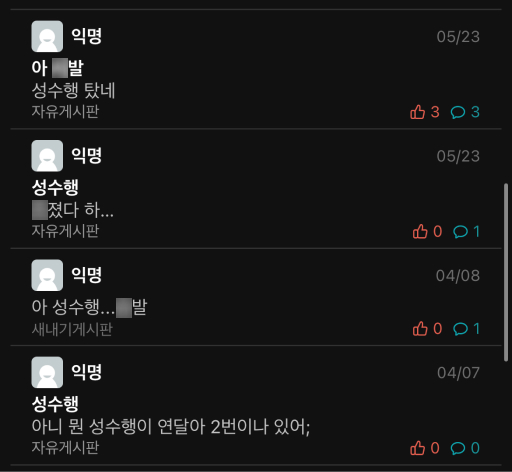 익명
05/23
아 발
성수행 탔네
자유게시판
3 3
익명
05/23
성수행
졌다 하...
자유게시판
0 1
익명
04/08
아 성수행... 발
새내기게시판
0 1
익명
04/07
성수행
아니 뭔 성수행이 연달아 2번이나 있어;
자유게시판
0 0